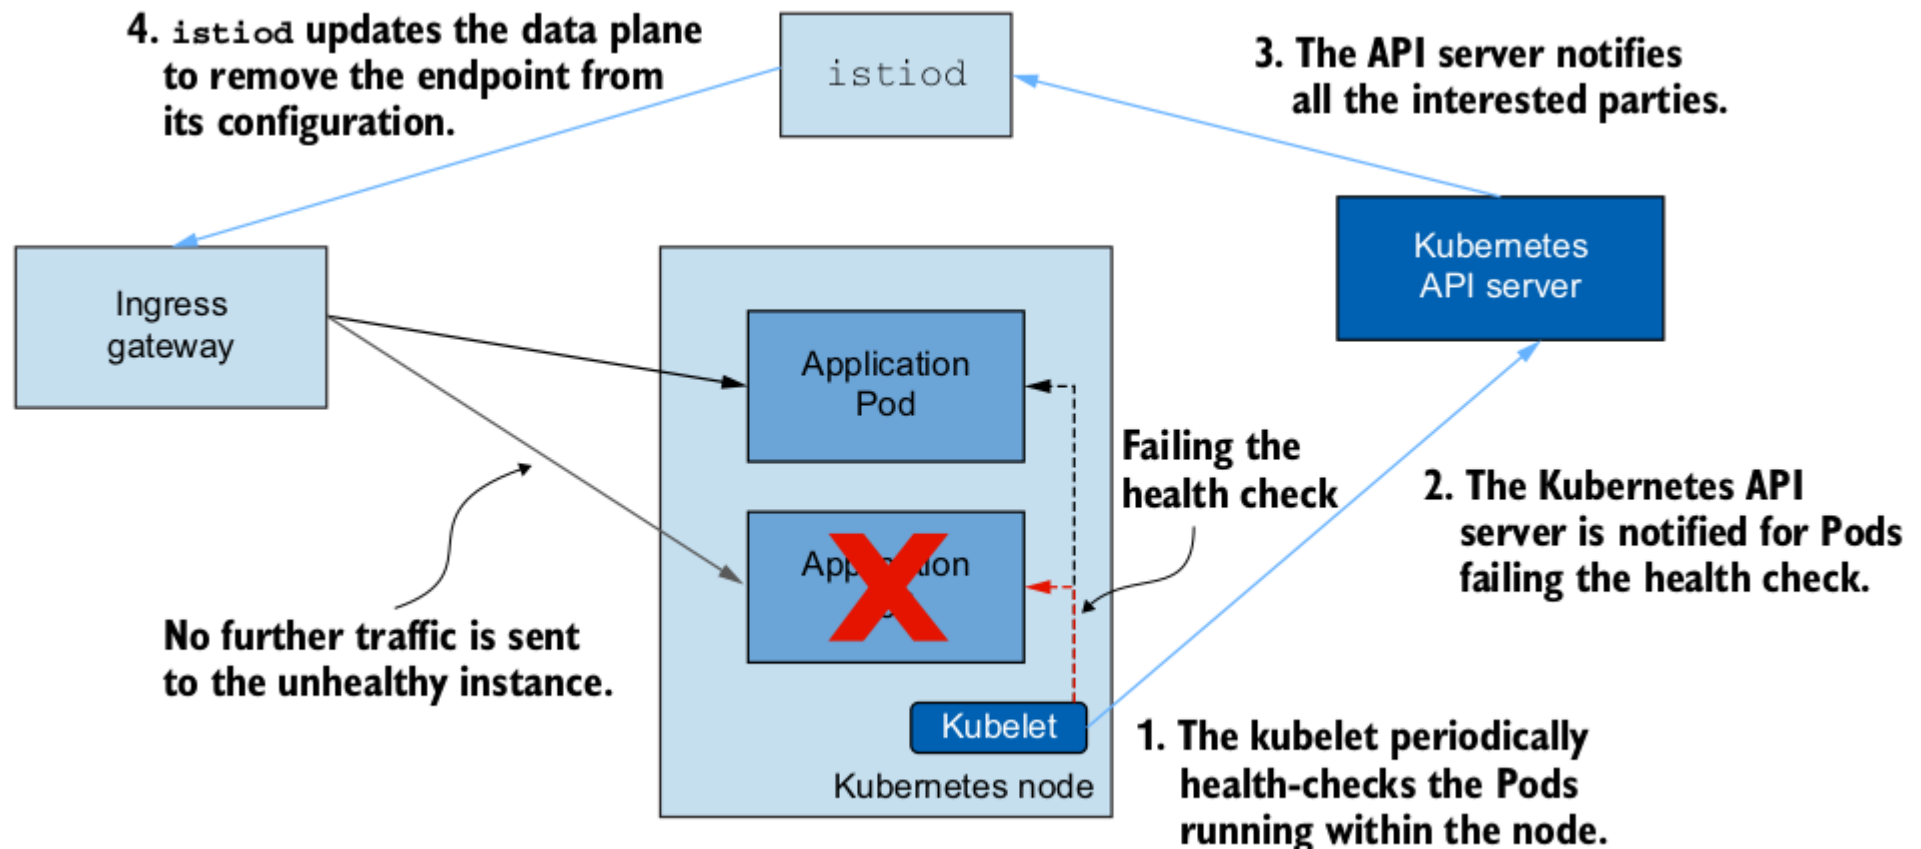 4. istiod updates the data plane
to remove the endpoint from
its configuration.
istiod
3. The API server notifies
all the interested parties.
Kubernetes
API server
Ingress
gateway
Application
Pod
Failing the
health check
2. The Kubernetes API
server is notified for Pods
failing the health check.
Application
No further traffic is sent
to the unhealthy instance.
Kubelet
Kubernetes node
1. The kubelet periodically
health-checks the Pods
running within the node.